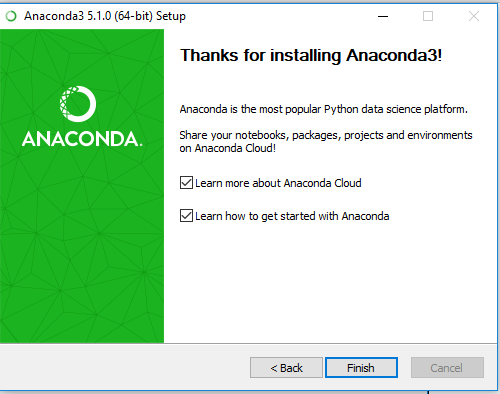 Anaconda3 5.1.0 (64-bit) Setup
Thanks for installing Anaconda3!
ANACONDA.
Anaconda is the most popular Python data science platform.
Share your notebooks, packages, projects and environments
on Anaconda Cloud!
Learn more about Anaconda Cloud
Learn how to get started with Anaconda
< Back
Finish
Cancel